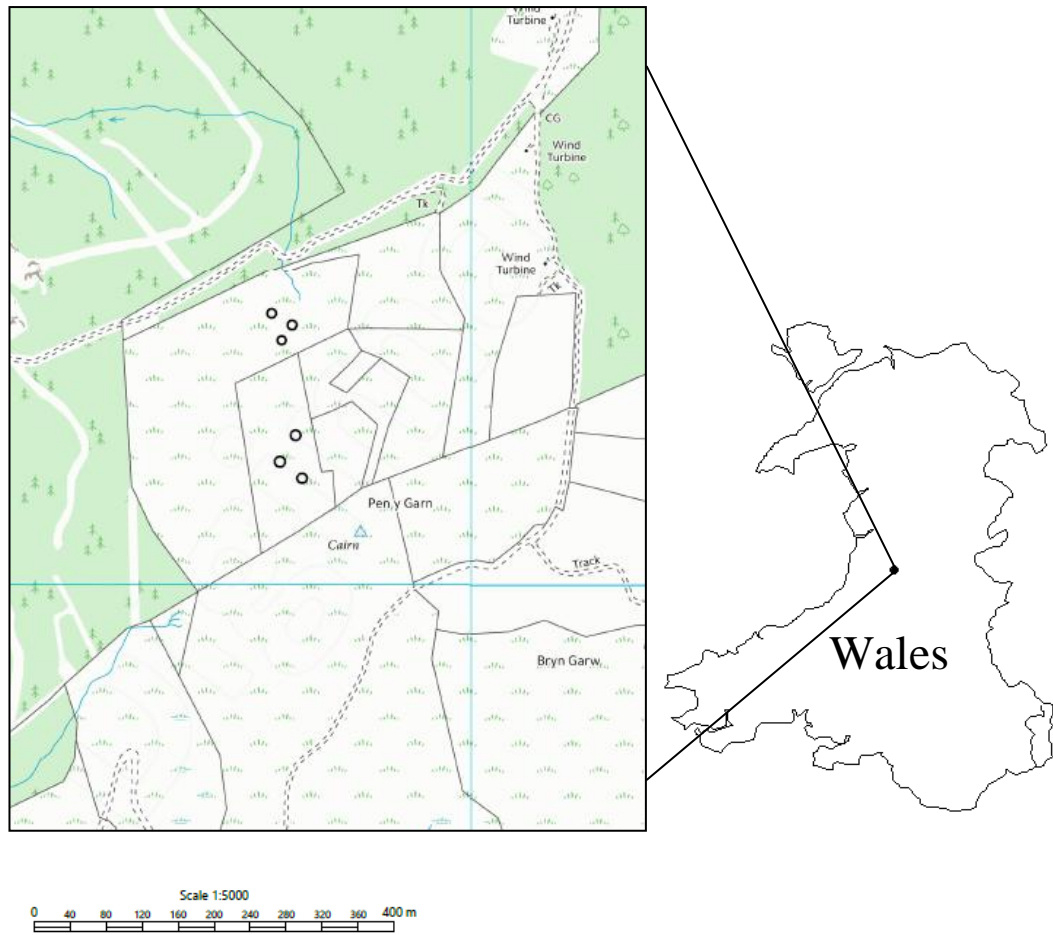 Wind
Turbine
CG
Wind
Turbine
Tk
Wind
Turbine
Tk
Pen y Garn
Cairn
Track
Bryn Garw
Wales
Scale 1:5000
0 40 80 120 160 200 240 280 320 360 400 m